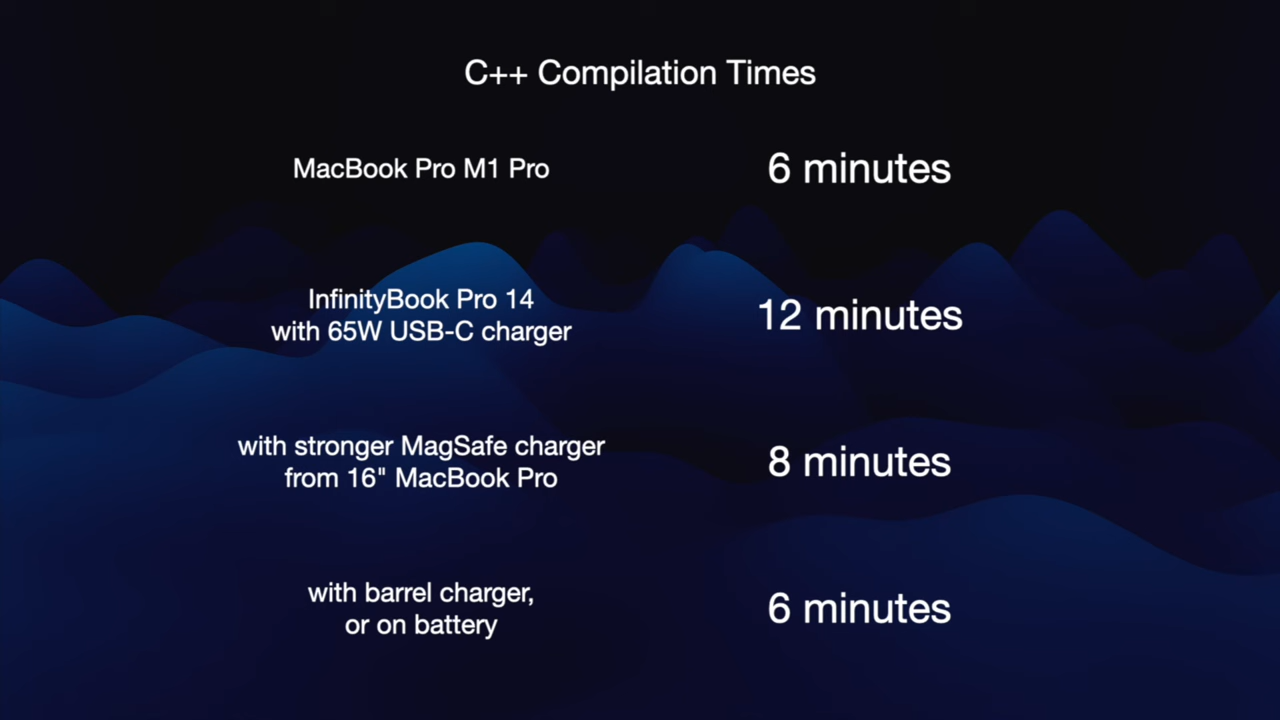 C++ Compilation Times
MacBook Pro M1 Pro
6 minutes
InfinityBook Pro 14
with 65W USB-C charger
12 minutes
with stronger MagSafe charger
from 16" MacBook Pro
8 minutes
with barrel charger,
or on battery
6 minutes